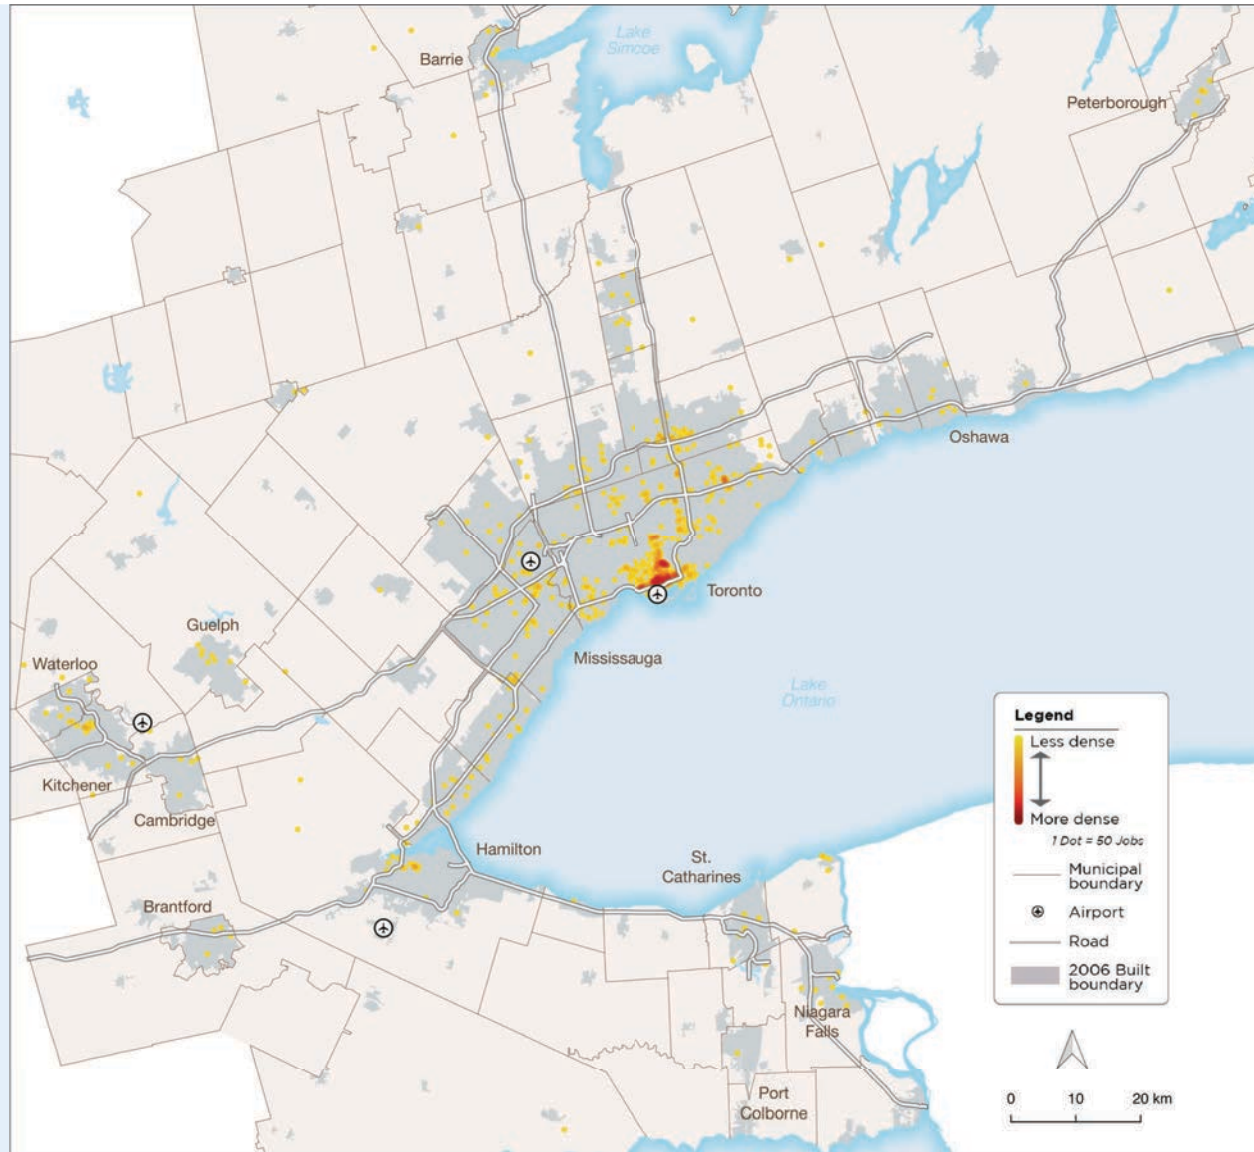 Lake
Simcoe
Barrie
Peterborough
Oshawa
Toronto
Guelph
Waterloo
Mississauga
Lake
Ontario
Kitchener
Cambridge
Hamilton
St.
Catharines
Brantford
Niagara
Falls
Port
Colborne
Legend
Less dense
More dense
1 Dot = 50 Jobs
Municipal
boundary
Airport
Road
2006 Built
boundary
0 10 20 km